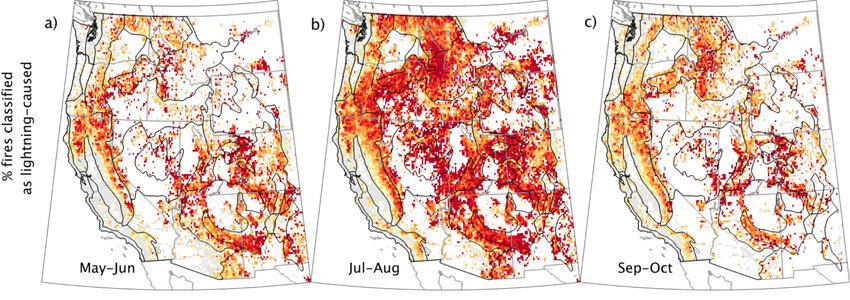 % fires classified
as lightning-caused
a)
May-Jun
b)
Jul-Aug
c)
Sep-Oct